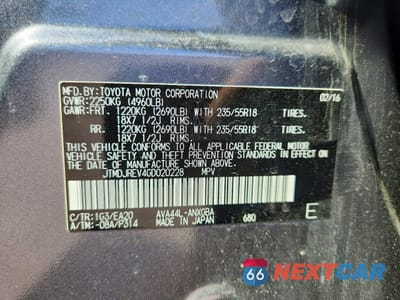 MFD.BY:TOYOTA MOTOR CORPORATION 02/16
GVWR:2250KG (4960LB)
GAWR:FRT. 1220KG (2690LB) WITH 235/55R18 TIRES.
18X7 1/2J RIMS.
RR. 1220KG (2690LB) WITH 235/55R18 TIRES.
18X7 1/2J RIMS.
THIS VEHICLE CONFORMS TO ALL APPLICABLE
FEDERAL MOTOR VEHICLE SAFETY STANDARDS IN EFFECT ON
THE DATE OF MANUFACTURE SHOWN ABOVE.
JTMDJREV4GD020228 MPV
C/TR:1G3/EA20 AVA44L-ANXGBA
A/TM:-08A/P314 MADE IN JAPAN 680 E
66 NEXTCAR